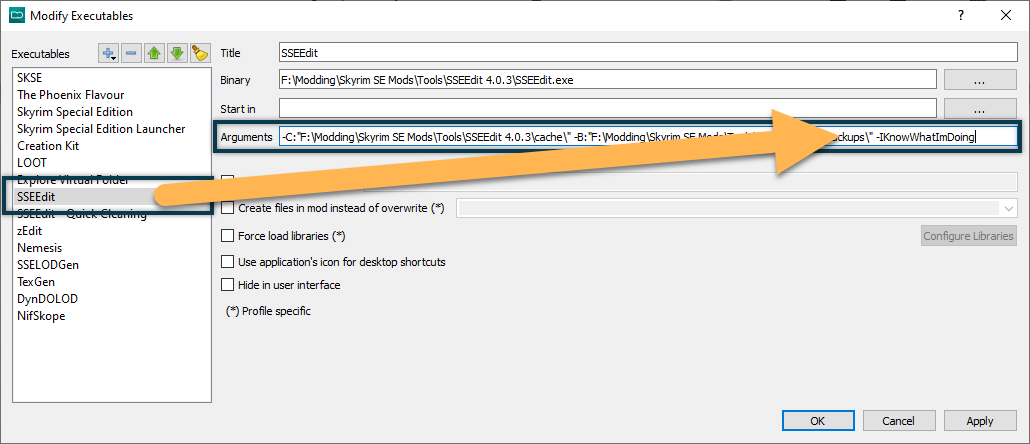 Modify Executables
Executables
SKSE
The Phoenix Flavour
Skyrim Special Edition
Skyrim Special Edition Launcher
Creation Kit
LOOT
Explore Virtual Folder
SSEEdit
SSEEdit - Quick Cleaning
zEdit
Nemesis
SSELODGen
TexGen
DynDOLOD
NifSkope
Title SSEEdit
Binary F:\Modding\Skyrim SE Mods\Tools\SSEEdit 4.0.3\SSEEdit.exe ...
Start in ...
Arguments -C:"F:\Modding\Skyrim SE Mods\Tools\SSEEdit 4.0.3\cache\" -B:"F:\Modding\Skyrim SE Mods\ ackups\" -IKnowWhatImDoing
Create files in mod instead of overwrite (*)
Force load libraries (*) Configure Libraries
Use application's icon for desktop shortcuts
Hide in user interface
(*) Profile specific
OK Cancel Apply